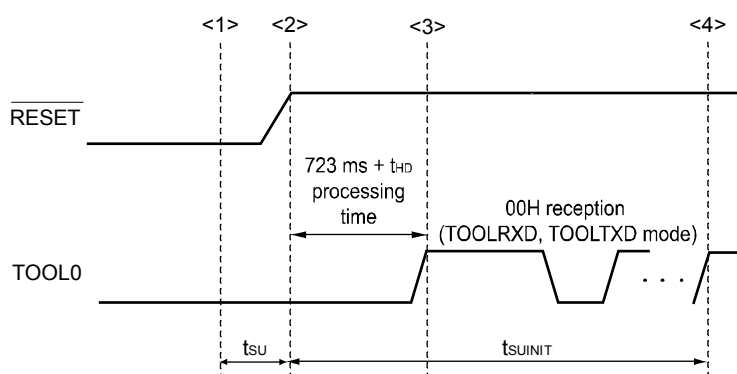 <1> <2> <3> <4>
RESET
723 ms + tHD
processing
time
00H reception
(TOOLRXD, TOOLTXD mode)
TOOL0
. . .
tSU tSUINIT